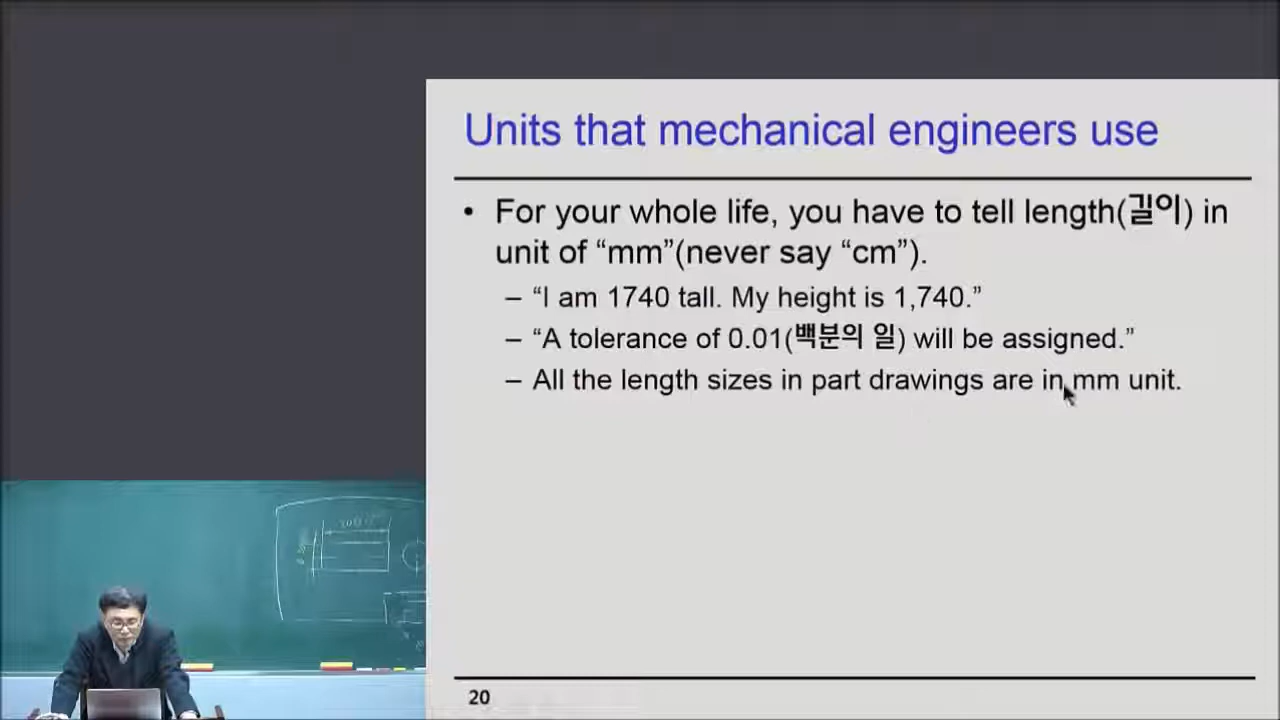 Units that mechanical engineers use
• For your whole life, you have to tell length(길이) in
unit of “mm”(never say “cm”).
– “I am 1740 tall. My height is 1,740.”
– “A tolerance of 0.01(백분의 일) will be assigned.”
– All the length sizes in part drawings are in mm unit.
20